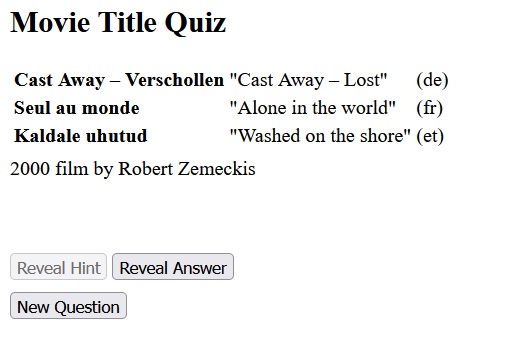 Movie Title Quiz
Cast Away – Verschollen "Cast Away – Lost" (de)
Seul au monde "Alone in the world" (fr)
Kaldale uhutud "Washed on the shore" (et)
2000 film by Robert Zemeckis
Reveal Hint Reveal Answer
New Question